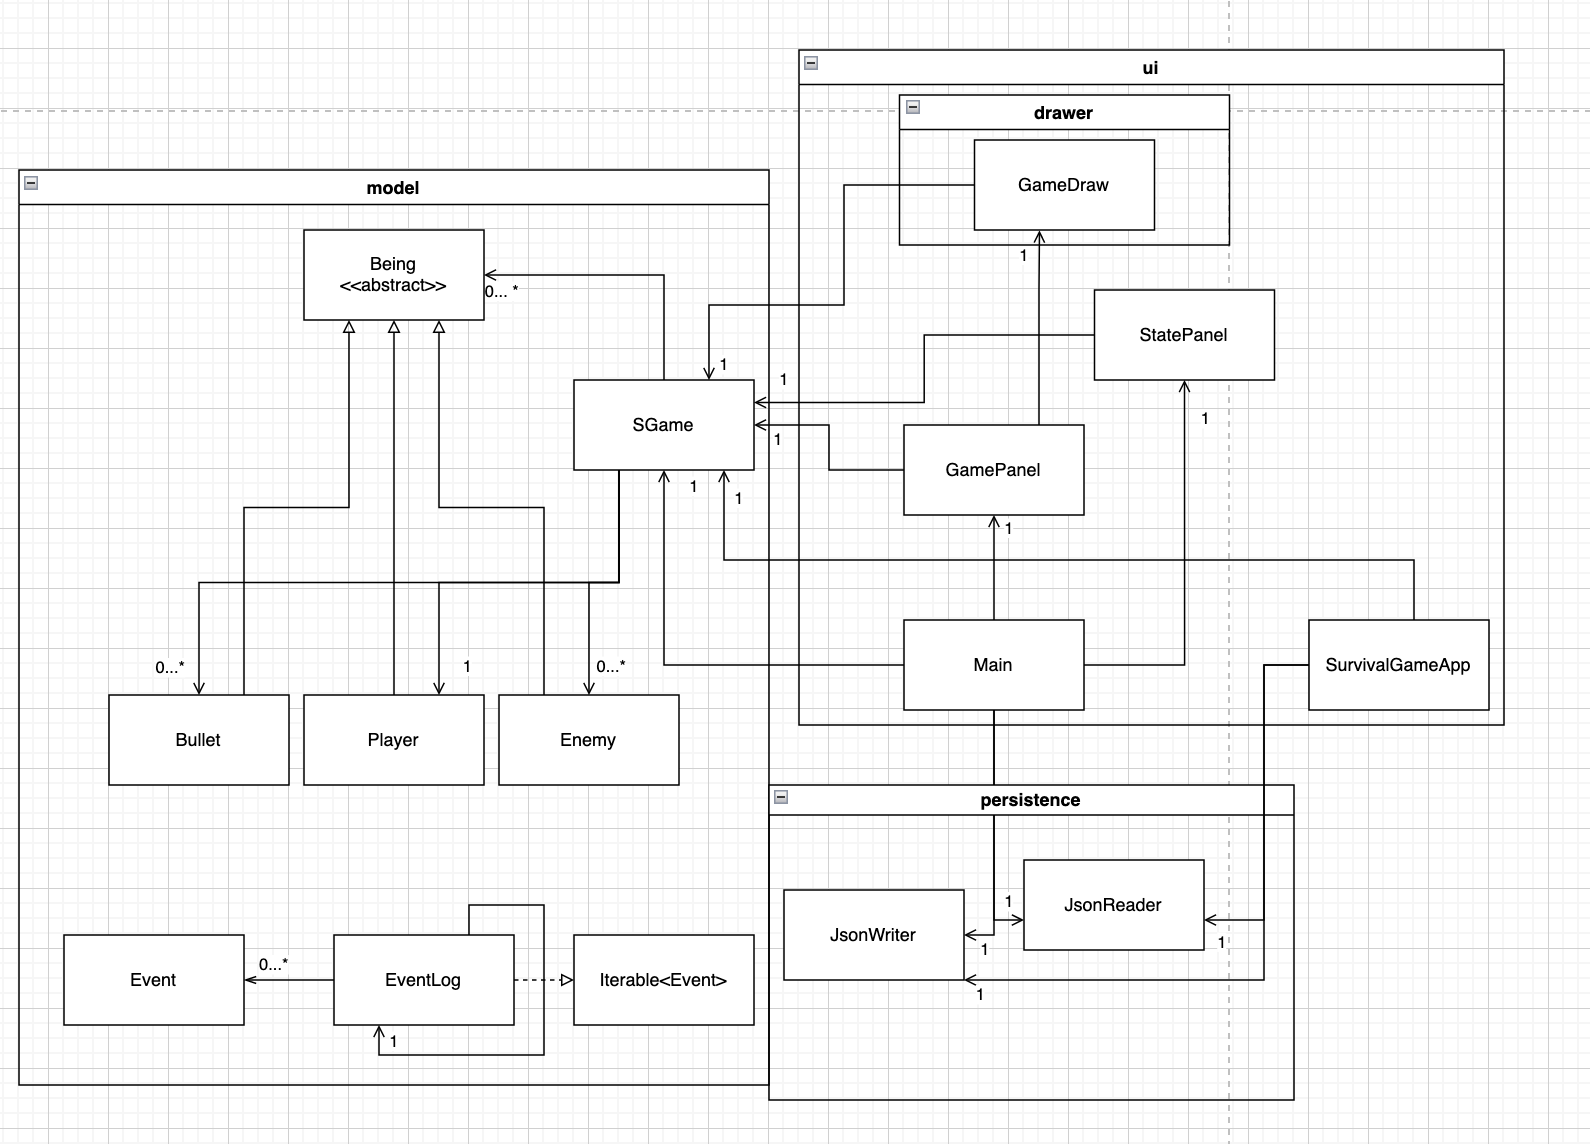 ui
drawer
GameDraw
1
model
Being
<<abstract>>
0... *
StatePanel
1
1
1
SGame
1
GamePanel
1
1
1
Main
SurvivalGameApp
0...*
1
0...*
Bullet
Player
Enemy
persistence
JsonReader
1
JsonWriter
1
1
1
0...*
Event
EventLog
Iterable<Event>
1